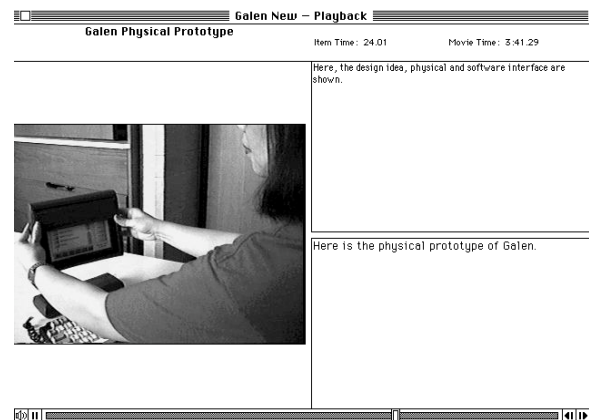 Galen New – Playback
Galen Physical Prototype
Item Time: 24.01
Movie Time: 3:41.29
Here, the design idea, physical and software interface are
shown.
Here is the physical prototype of Galen.